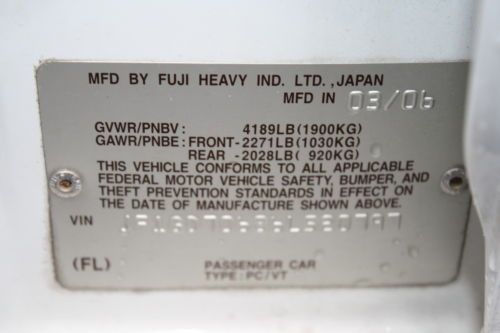 MFD BY FUJI HEAVY IND. LTD., JAPAN
MFD IN 03/06
GVWR/PNBV: 4189LB(1900KG)
GAWR/PNBE: FRONT-2271LB(1030KG)
REAR -2028LB( 920KG)
THIS VEHICLE CONFORMS TO ALL APPLICABLE
FEDERAL MOTOR VEHICLE SAFETY, BUMPER, AND
THEFT PREVENTION STANDARDS IN EFFECT ON
THE DATE OF MANUFACTURE SHOWN ABOVE.
VIN
(FL) PASSENGER CAR
TYPE: PC/VT